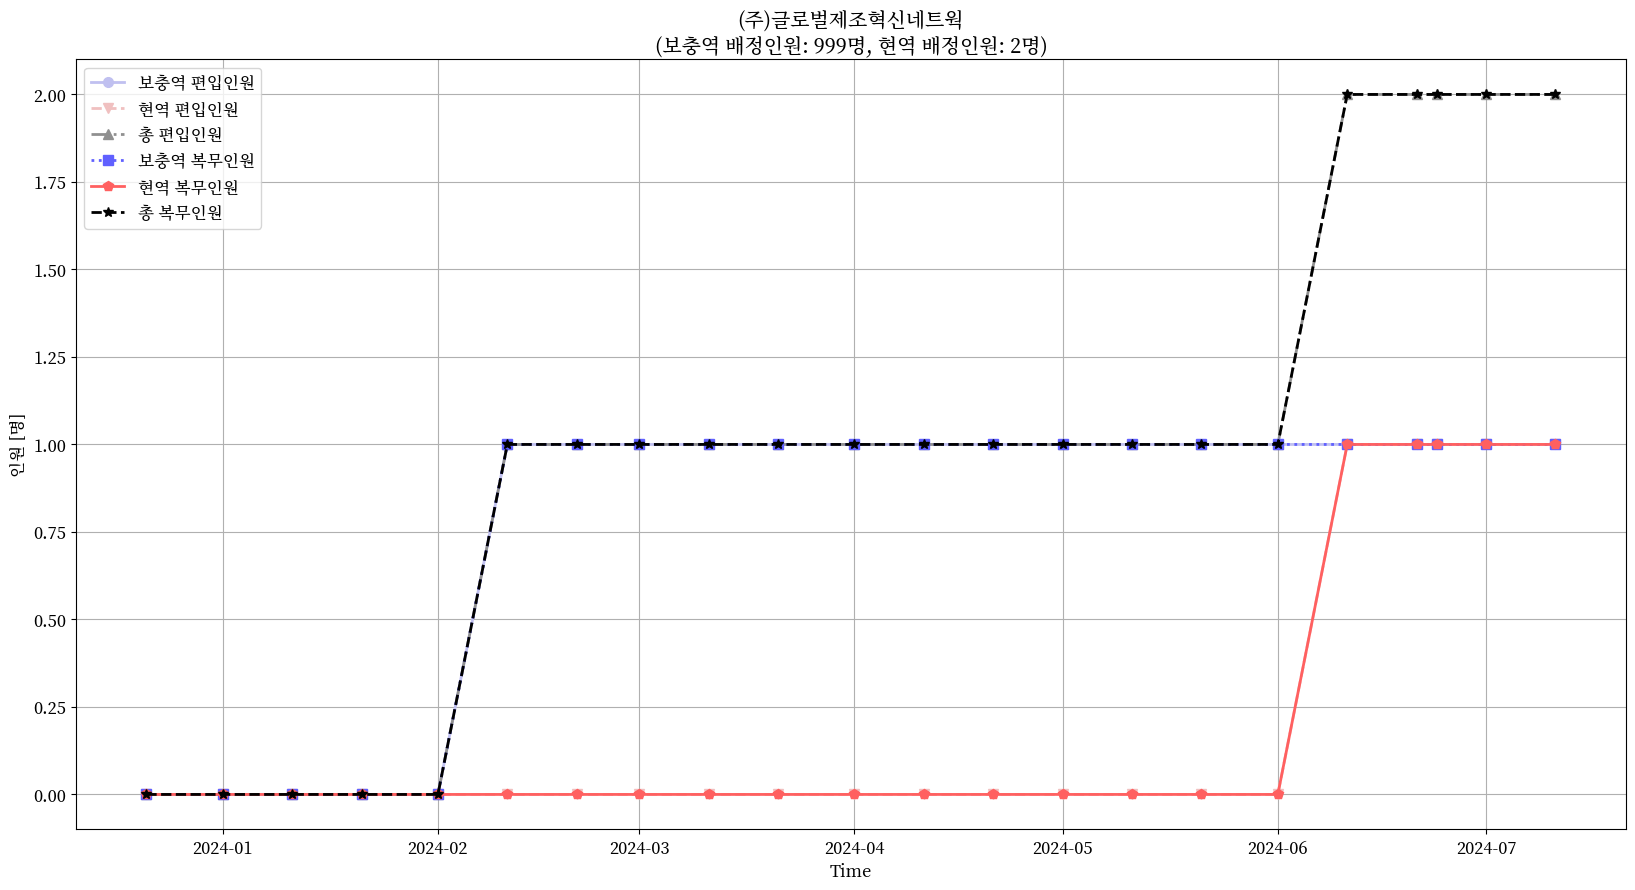 (주)글로벌제조혁신네트웍
(보충역 배정인원: 999명, 현역 배정인원: 2명)
보충역 편입인원
현역 편입인원
총 편입인원
보충역 복무인원
현역 복무인원
총 복무인원
인원 [명]
2.00
1.75
1.50
1.25
1.00
0.75
0.50
0.25
0.00
2024-01
2024-02
2024-03
2024-04
2024-05
2024-06
2024-07
Time